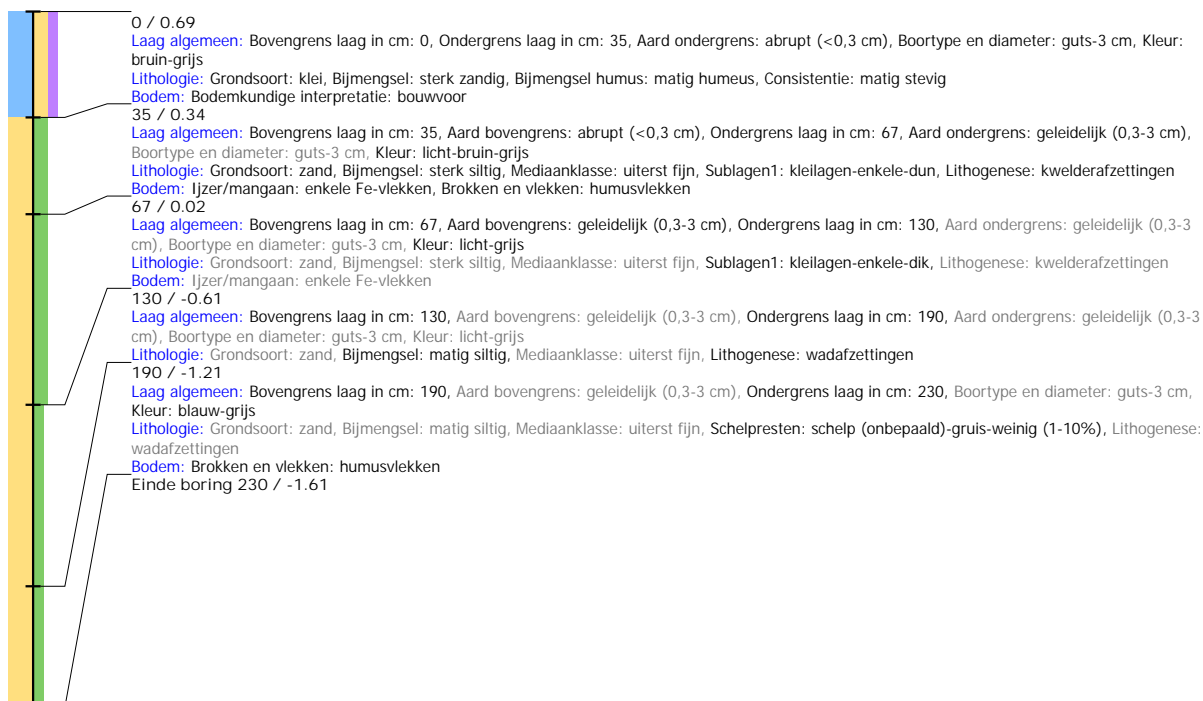 0 / 0.69
Laag algemeen: Bovengrens laag in cm: 0, Ondergrens laag in cm: 35, Aard ondergrens: abrupt (<0,3 cm), Boortype en diameter: guts-3 cm, Kleur:
bruin-grijs
Lithologie: Grondsoort: klei, Bijmengsel: sterk zandig, Bijmengsel humus: matig humeus, Consistentie: matig stevig
Bodem: Bodemkundige interpretatie: bouwvoor
35 / 0.34
Laag algemeen: Bovengrens laag in cm: 35, Aard bovengrens: abrupt (<0,3 cm), Ondergrens laag in cm: 67, Aard ondergrens: geleidelijk (0,3-3 cm),
Boortype en diameter: guts-3 cm, Kleur: licht-bruin-grijs
Lithologie: Grondsoort: zand, Bijmengsel: sterk siltig, Mediaanklasse: uiterst fijn, Sublagen1: kleilagen-enkele-dun, Lithogenese: kwelderafzettingen
Bodem: Ijzer/mangaan: enkele Fe-vlekken, Brokken en vlekken: humusvlekken
67 / 0.02
Laag algemeen: Bovengrens laag in cm: 67, Aard bovengrens: geleidelijk (0,3-3 cm), Ondergrens laag in cm: 130, Aard ondergrens: geleidelijk (0,3-3
cm), Boortype en diameter: guts-3 cm, Kleur: licht-grijs
Lithologie: Grondsoort: zand, Bijmengsel: sterk siltig, Mediaanklasse: uiterst fijn, Sublagen1: kleilagen-enkele-dik, Lithogenese: kwelderafzettingen
Bodem: Ijzer/mangaan: enkele Fe-vlekken
130 / -0.61
Laag algemeen: Bovengrens laag in cm: 130, Aard bovengrens: geleidelijk (0,3-3 cm), Ondergrens laag in cm: 190, Aard ondergrens: geleidelijk (0,3-3
cm), Boortype en diameter: guts-3 cm, Kleur: licht-grijs
Lithologie: Grondsoort: zand, Bijmengsel: matig siltig, Mediaanklasse: uiterst fijn, Lithogenese: wadafzettingen
190 / -1.21
Laag algemeen: Bovengrens laag in cm: 190, Aard bovengrens: geleidelijk (0,3-3 cm), Ondergrens laag in cm: 230, Boortype en diameter: guts-3 cm,
Kleur: blauw-grijs
Lithologie: Grondsoort: zand, Bijmengsel: matig siltig, Mediaanklasse: uiterst fijn, Schelpresten: schelp (onbepaald)-gruis-weinig (1-10%), Lithogenese:
wadafzettingen
Bodem: Brokken en vlekken: humusvlekken
Einde boring 230 / -1.61